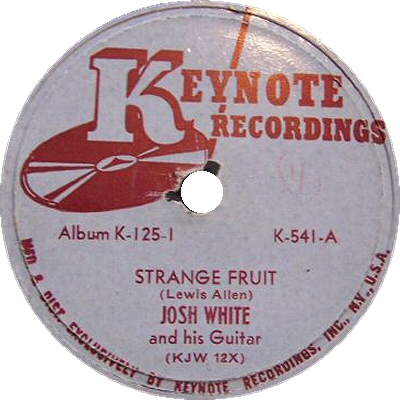 KEYNOTE
RECORDINGS
Album K-125-1
K-541-A
STRANGE FRUIT
(Lewis Allen)
JOSH WHITE
and his Guitar
(KJW 12X)
MFD. & DIST. EXCLUSIVELY BY KEYNOTE RECORDINGS, INC., N.Y., U.S.A.